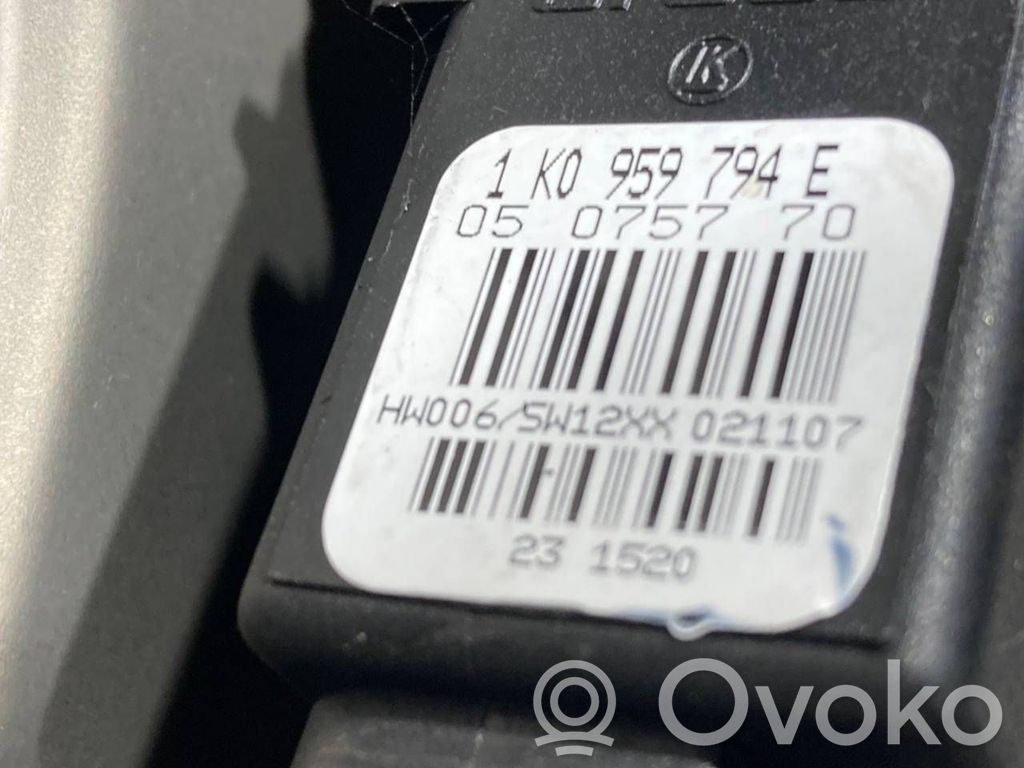 K
1 K0 959 794 E
05 0757 70
HW006/SW12XX 021107
23 1520
Ovoko